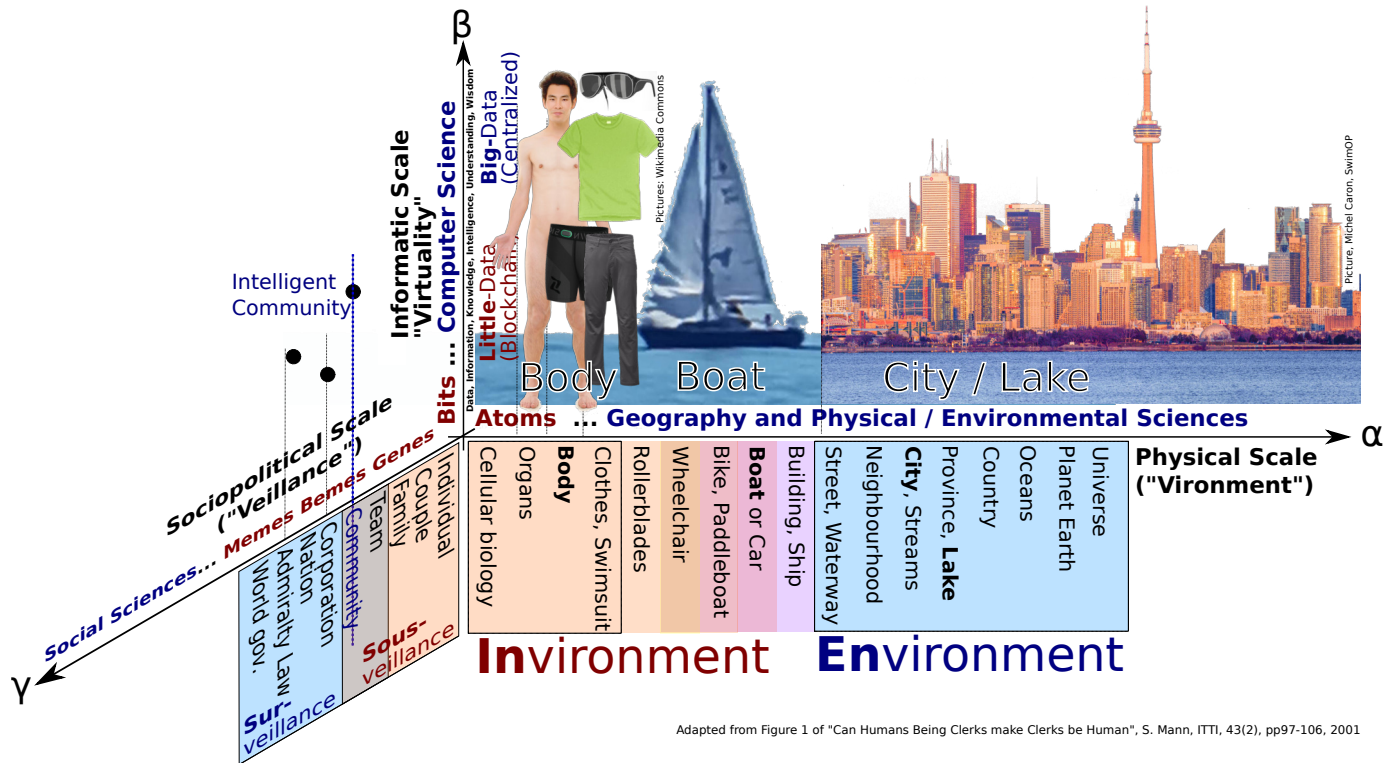 β
Informatic Scale
"Virtuality"
Bits ... Computer Science
Data, Information, Knowledge, Intelligence, Understanding, Wisdom
Big-Data
(Centralized)
Little-Data
(Blockchain)
Pictures: Wikimedia Commons
Picture, Michel Caron, SwimOP
Intelligent
Community
Body
Boat
City / Lake
Atoms ... Geography and Physical / Environmental Sciences
α
Physical Scale
("Vironment")
Sociopolitical Scale
("Veillance")
Social Sciences... Memes Bemes Genes
γ
Individual
Couple
Family
Team
Community
Corporation
Nation
Admiralty Law
World gov.
Sous-
veillance
Sur-
veillance
Cellular biology
Organs
Body
Clothes, Swimsuit
Rollerblades
Wheelchair
Bike, Paddleboat
Boat or Car
Building, Ship
Street, Waterway
Neighbourhood
City, Streams
Province, Lake
Country
Oceans
Planet Earth
Universe
Invironment
Environment
Adapted from Figure 1 of "Can Humans Being Clerks make Clerks be Human", S. Mann, ITTI, 43(2), pp97-106, 2001